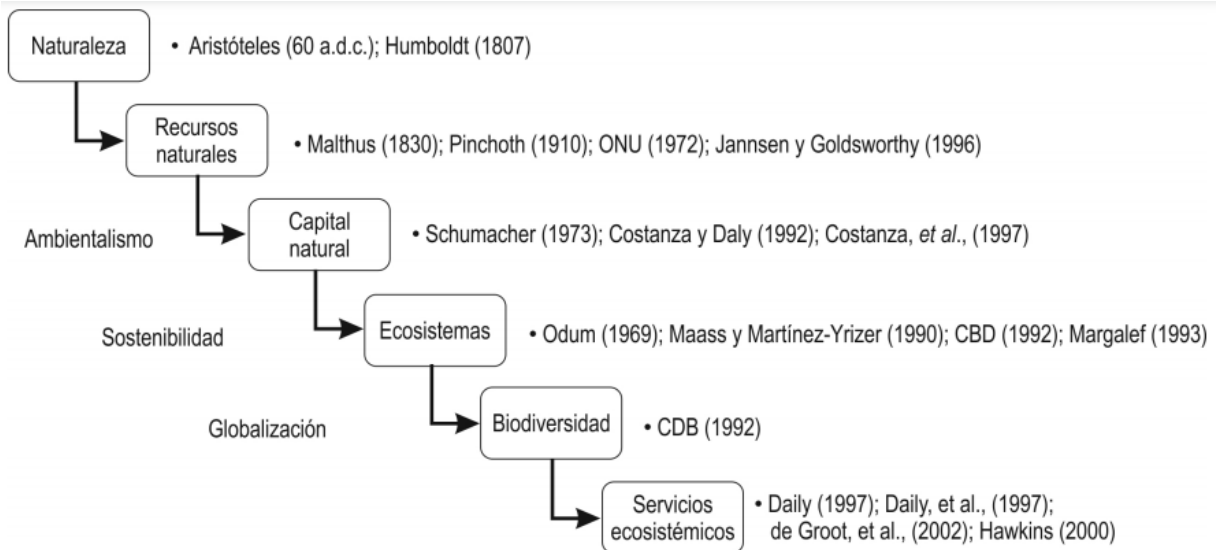 Naturaleza
• Aristóteles (60 a.d.c.); Humboldt (1807)
Recursos
naturales
• Malthus (1830); Pinchoth (1910); ONU (1972); Jannsen y Goldsworthy (1996)
Ambientalismo
Capital
natural
• Schumacher (1973); Costanza y Daly (1992); Costanza, et al., (1997)
Sostenibilidad
Ecosistemas
• Odum (1969); Maass y Martínez-Yrizer (1990); CBD (1992); Margalef (1993)
Globalización
Biodiversidad
• CDB (1992)
Servicios
ecosistémicos
• Daily (1997); Daily, et al., (1997);
de Groot, et al., (2002); Hawkins (2000)